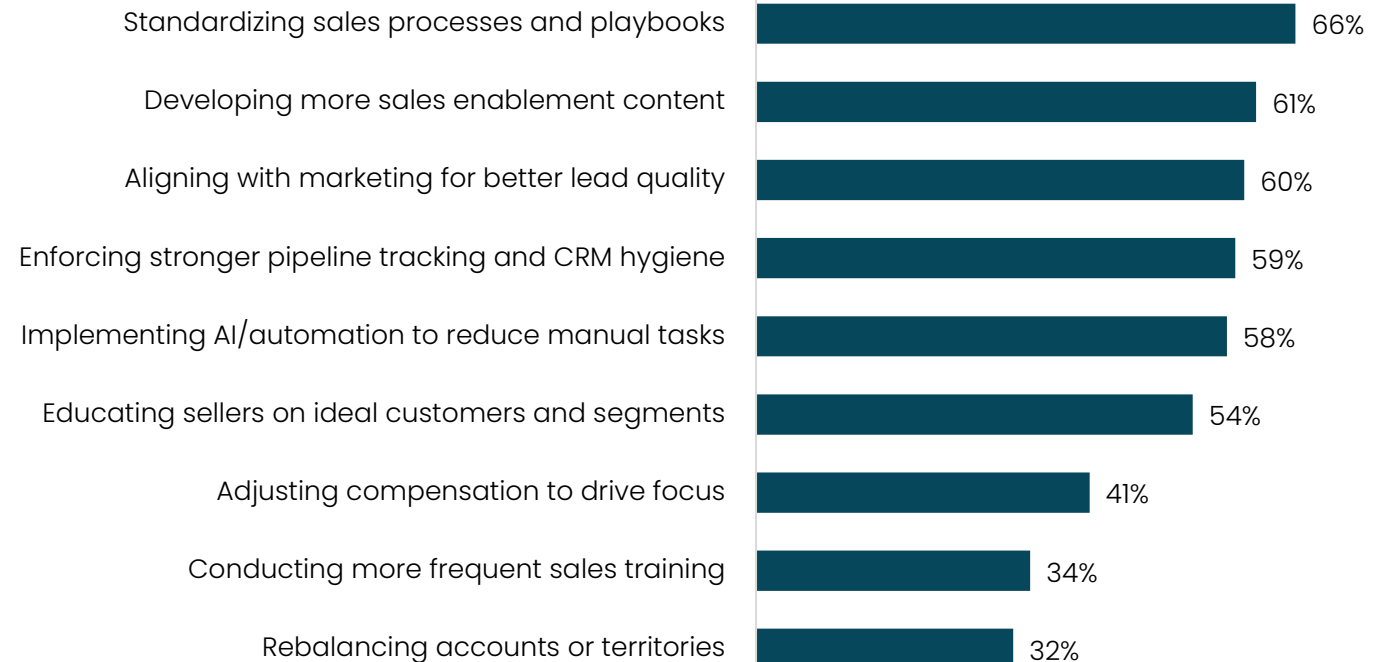 Standardizing sales processes and playbooks 66%
Developing more sales enablement content 61%
Aligning with marketing for better lead quality 60%
Enforcing stronger pipeline tracking and CRM hygiene 59%
Implementing AI/automation to reduce manual tasks 58%
Educating sellers on ideal customers and segments 54%
Adjusting compensation to drive focus 41%
Conducting more frequent sales training 34%
Rebalancing accounts or territories 32%